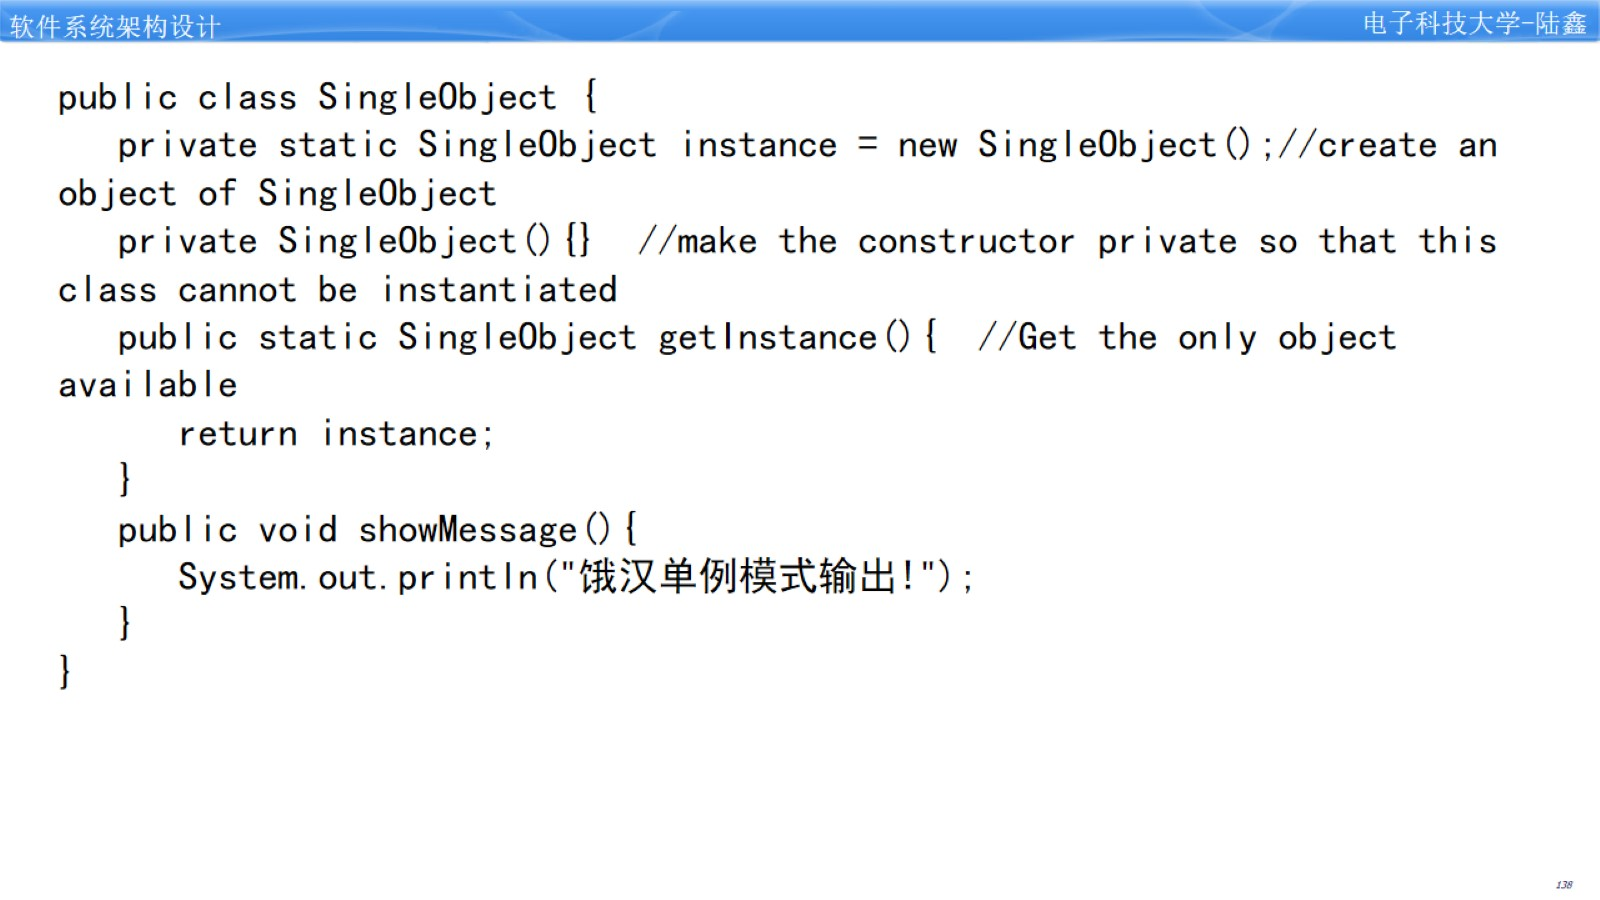 软件系统架构设计
电子科技大学-陆鑫
public class SingleObject {
private static SingleObject instance = new SingleObject();//create an
object of SingleObject
private SingleObject(){}  //make the constructor private so that this
class cannot be instantiated
public static SingleObject getInstance(){  //Get the only object
available
return instance;
}
public void showMessage(){
System.out.println("饿汉单例模式输出!");
}
}
138